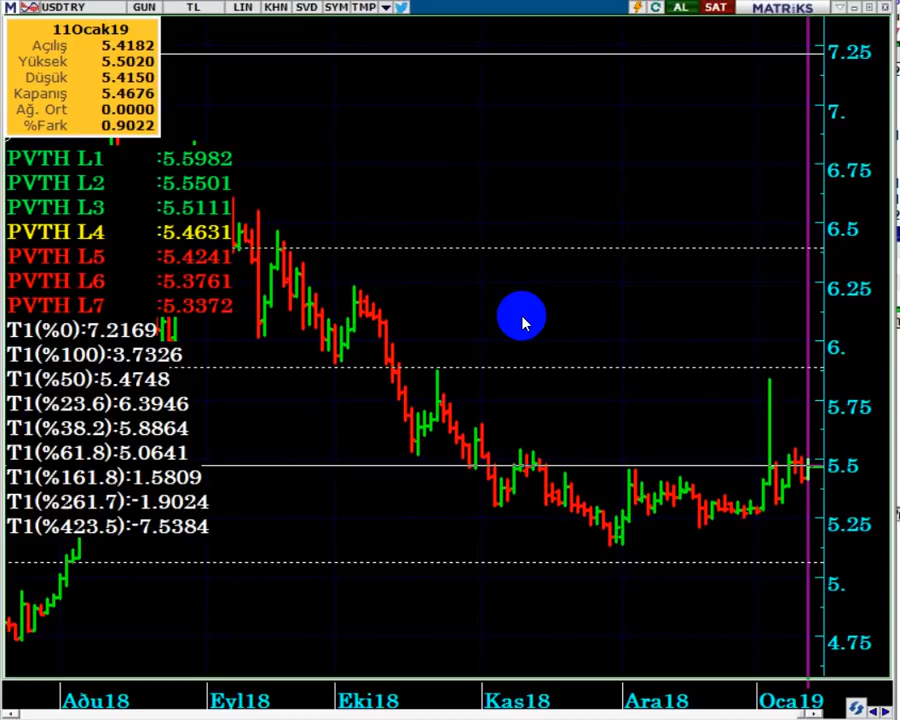 M USDTRY GUN TL LIN KHN SVD SYM TMP AL SAT MATRiKS
11Ocak19
Açılış 5.4182
Yüksek 5.5020
Düşük 5.4150
Kapanış 5.4676
Ağ. Ort 0.0000
%Fark 0.9022
PVTH L1 :5.5982
PVTH L2 :5.5501
PVTH L3 :5.5111
PVTH L4 :5.4631
PVTH L5 :5.4241
PVTH L6 :5.3761
PVTH L7 :5.3372
T1(%0):7.2169
T1(%100):3.7326
T1(%50):5.4748
T1(%23.6):6.3946
T1(%38.2):5.8864
T1(%61.8):5.0641
T1(%161.8):1.5809
T1(%261.7):-1.9024
T1(%423.5):-7.5384
7.25
7.
6.75
6.5
6.25
6.
5.75
5.5
5.25
5.
4.75
Aðu18 Eyl18 Eki18 Kas18 Ara18 Oca19